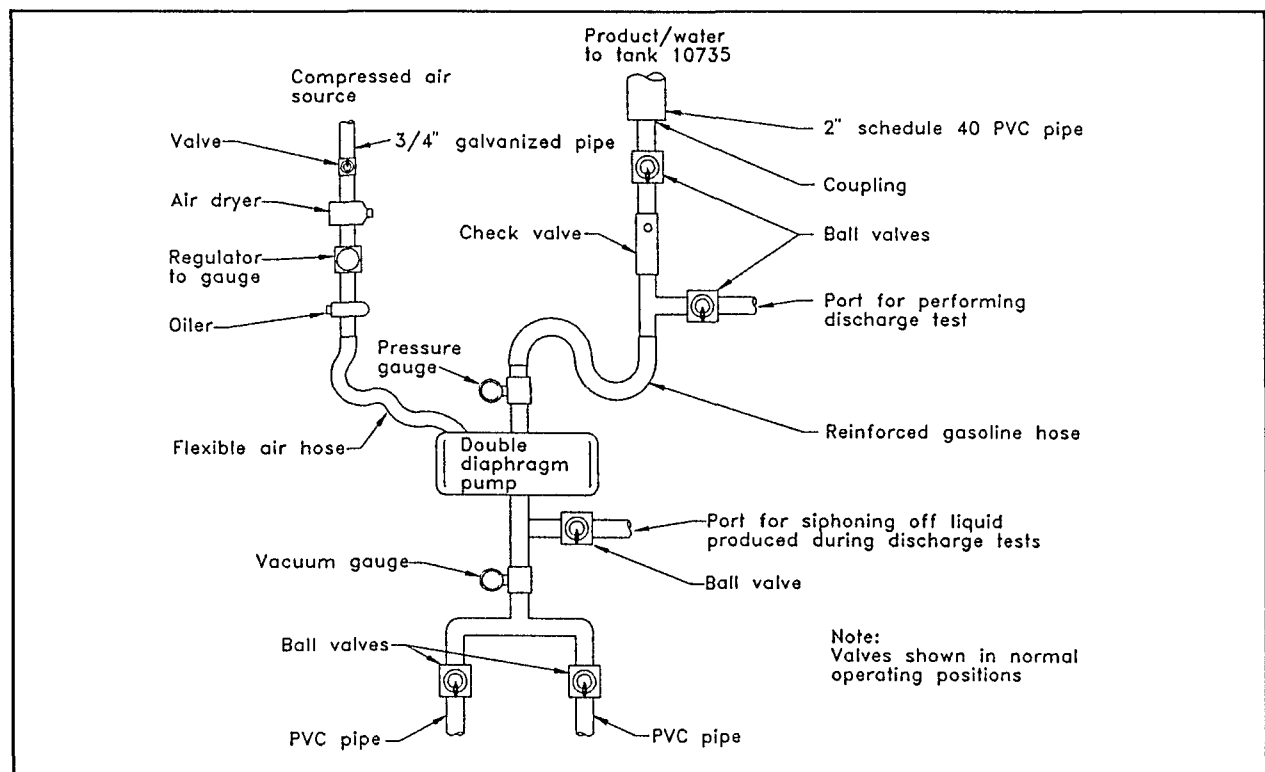 Product/water
to tank 10735
Compressed air
source
2" schedule 40 PVC pipe
Valve
3/4" galvanized pipe
Coupling
Air dryer
Check valve
Ball valves
Regulator
to gauge
Port for performing
discharge test
Oiler
Pressure
gauge
Reinforced gasoline hose
Flexible air hose
Double
diaphragm
pump
Port for siphoning off liquid
produced during discharge tests
Vacuum gauge
Ball valve
Ball valves
Note:
Valves shown in normal
operating positions
PVC pipe
PVC pipe